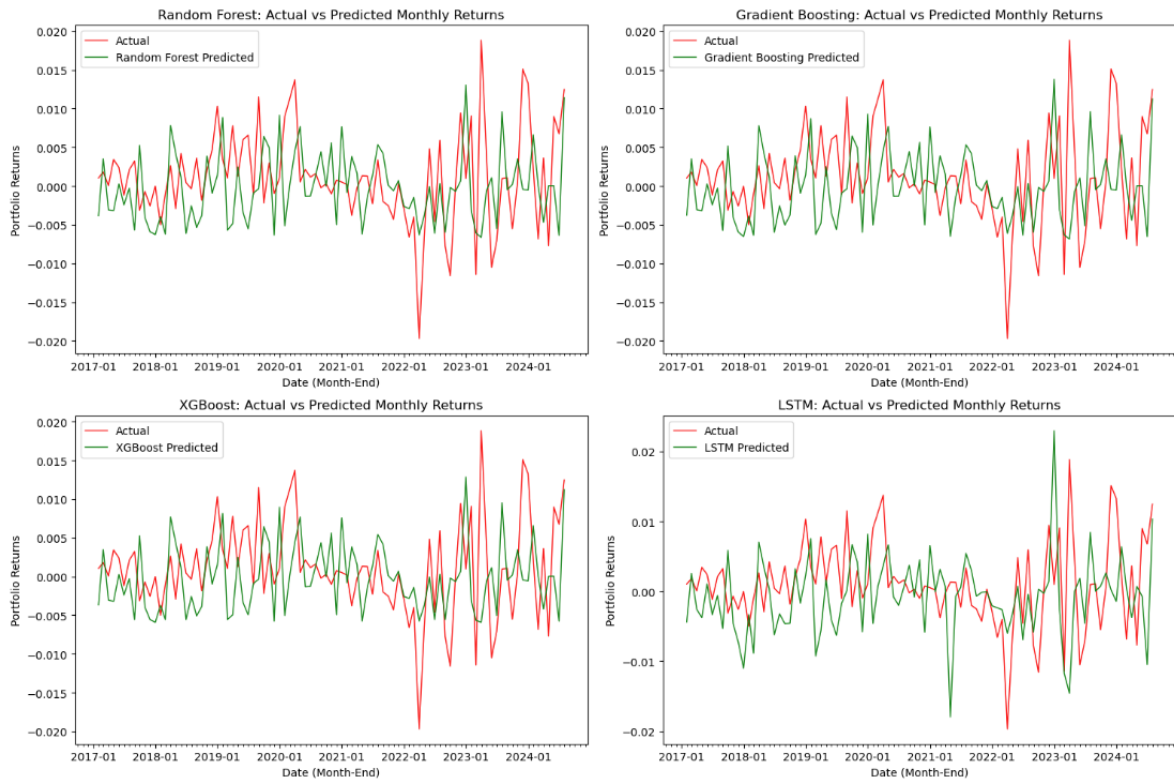 Random Forest: Actual vs Predicted Monthly Returns
Actual
Random Forest Predicted
Portfolio Returns
0.020
0.015
0.010
0.005
0.000
−0.005
−0.010
−0.015
−0.020
2017-01 2018-01 2019-01 2020-01 2021-01 2022-01 2023-01 2024-01
Date (Month-End)
Gradient Boosting: Actual vs Predicted Monthly Returns
Actual
Gradient Boosting Predicted
Portfolio Returns
0.020
0.015
0.010
0.005
0.000
−0.005
−0.010
−0.015
−0.020
2017-01 2018-01 2019-01 2020-01 2021-01 2022-01 2023-01 2024-01
Date (Month-End)
XGBoost: Actual vs Predicted Monthly Returns
Actual
XGBoost Predicted
Portfolio Returns
0.020
0.015
0.010
0.005
0.000
−0.005
−0.010
−0.015
−0.020
2017-01 2018-01 2019-01 2020-01 2021-01 2022-01 2023-01 2024-01
Date (Month-End)
LSTM: Actual vs Predicted Monthly Returns
Actual
LSTM Predicted
Portfolio Returns
0.02
0.01
0.00
−0.01
−0.02
2017-01 2018-01 2019-01 2020-01 2021-01 2022-01 2023-01 2024-01
Date (Month-End)